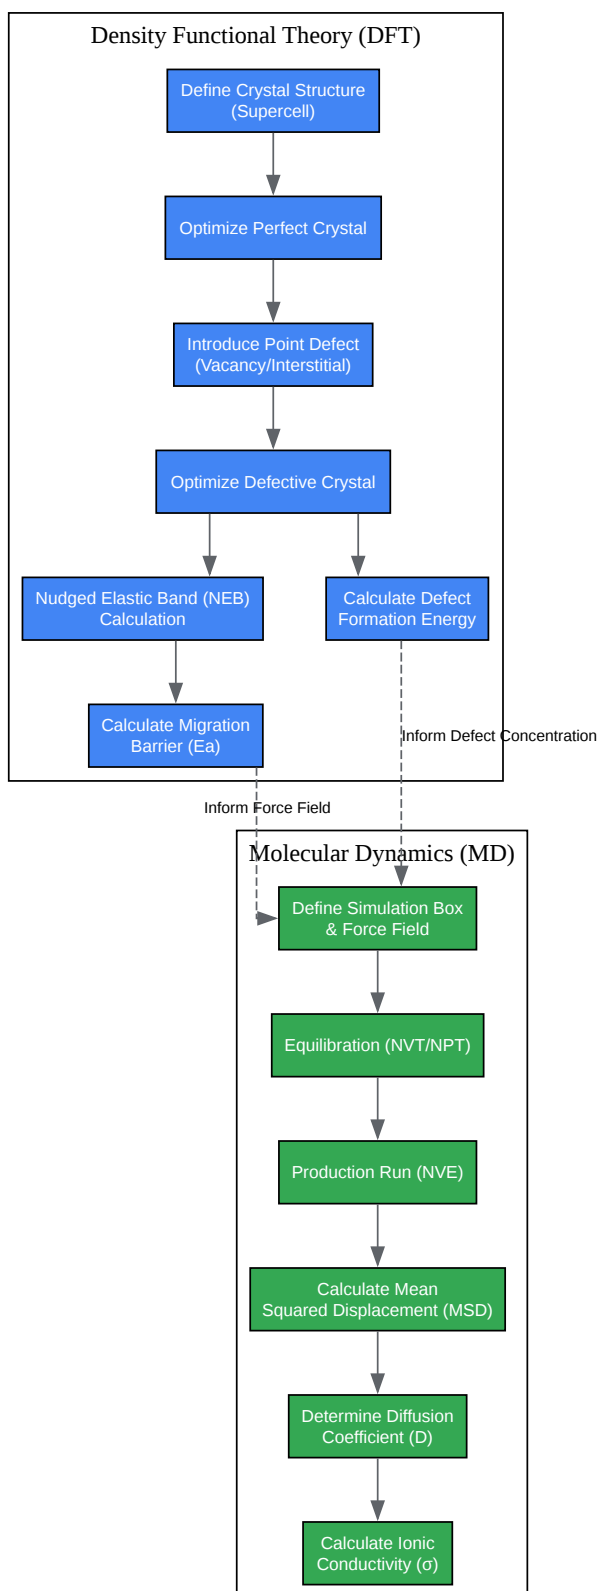 Density Functional Theory (DFT)
Define Crystal Structure
(Supercell)
Optimize Perfect Crystal
Introduce Point Defect
(Vacancy/Interstitial)
Optimize Defective Crystal
Nudged Elastic Band (NEB)
Calculation
Calculate Defect
Formation Energy
Calculate Migration
Barrier (Ea)
Inform Defect Concentration
Inform Force Field
Molecular Dynamics (MD)
Define Simulation Box
& Force Field
Equilibration (NVT/NPT)
Production Run (NVE)
Calculate Mean
Squared Displacement (MSD)
Determine Diffusion
Coefficient (D)
Calculate Ionic
Conductivity (σ)